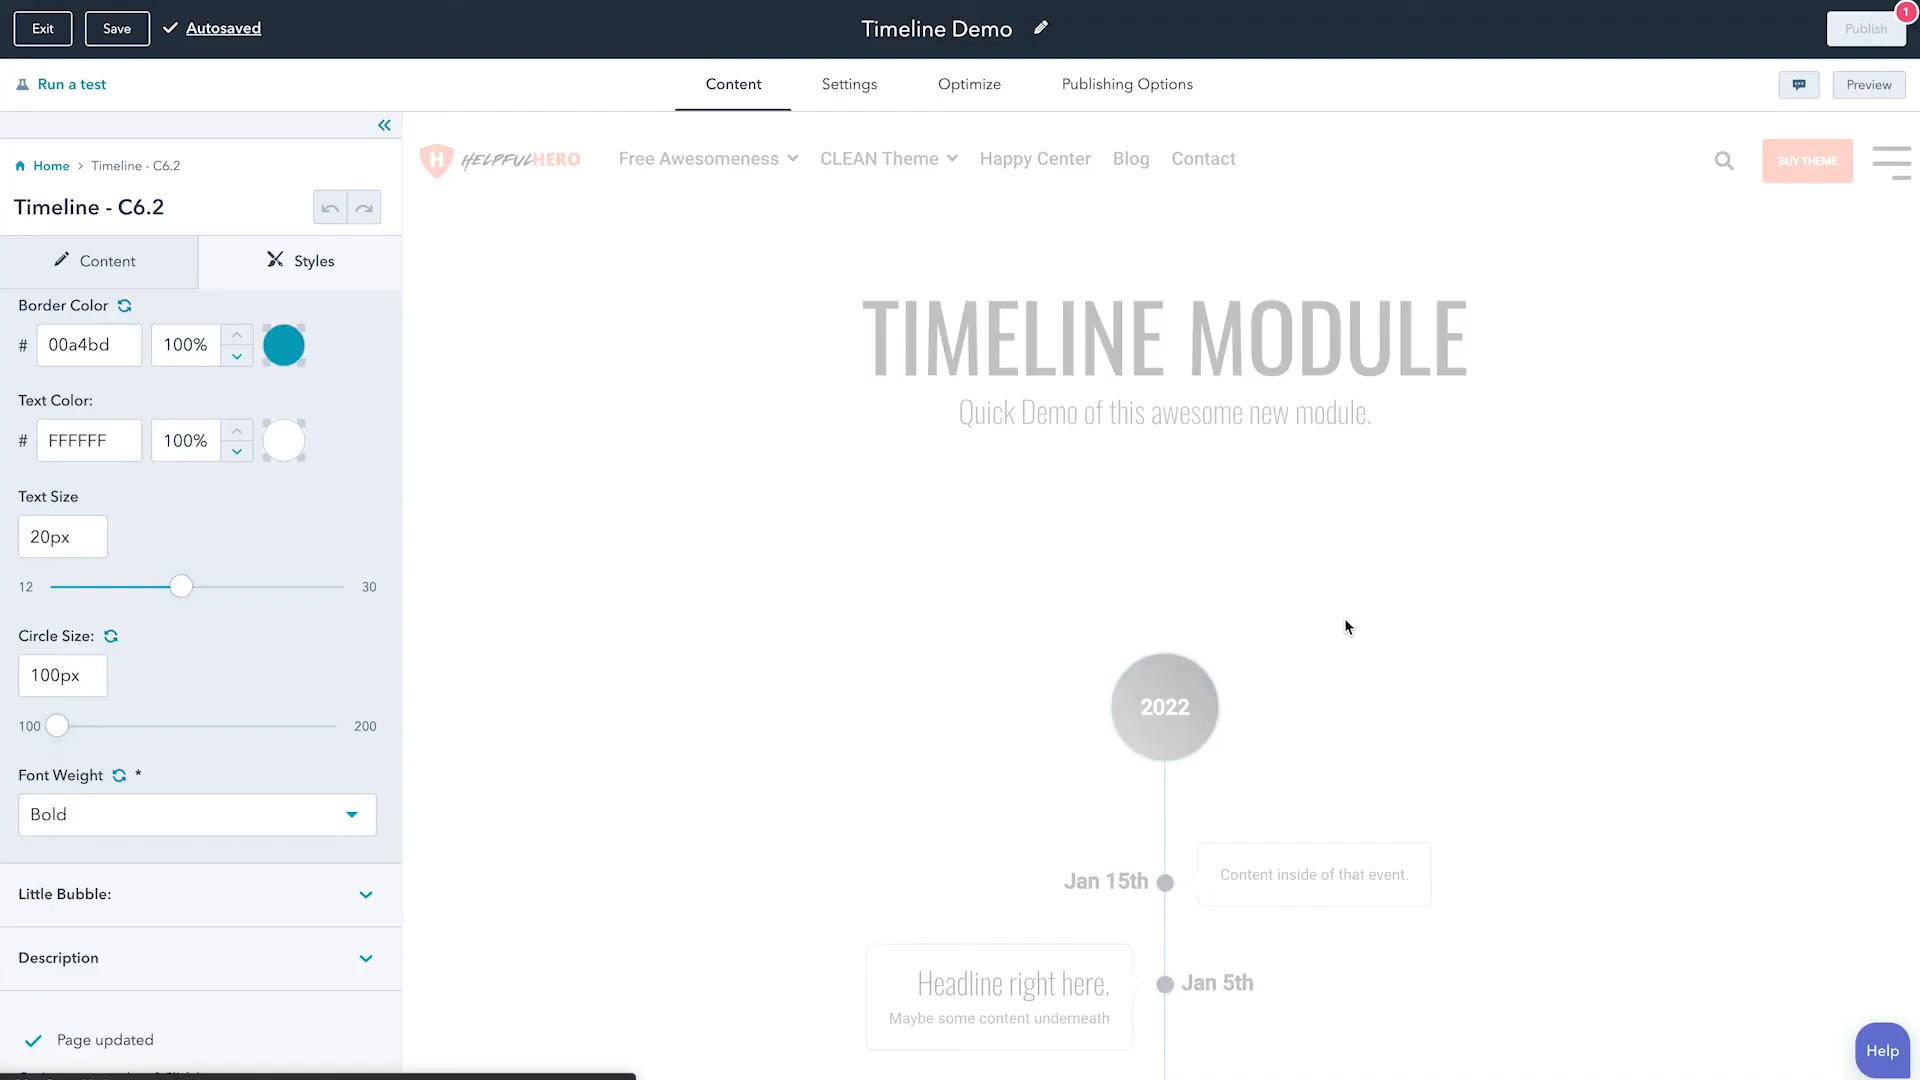 Exit
Save
Autosaved
Timeline Demo
Publish
1
Run a test
Content
Settings
Optimize
Publishing Options
Preview
Home > Timeline - C6.2
Timeline - C6.2
Content
Styles
Border Color
# 00a4bd 100%
Text Color:
# FFFFFF 100%
Text Size
20px
12 30
Circle Size:
100px
100 200
Font Weight *
Bold
Little Bubble:
Description
Page updated
H HELPFULHERO
Free Awesomeness
CLEAN Theme
Happy Center
Blog
Contact
BUY THEME
TIMELINE MODULE
Quick Demo of this awesome new module.
2022
Jan 15th
Content inside of that event.
Headline right here.
Maybe some content underneath
Jan 5th
Help